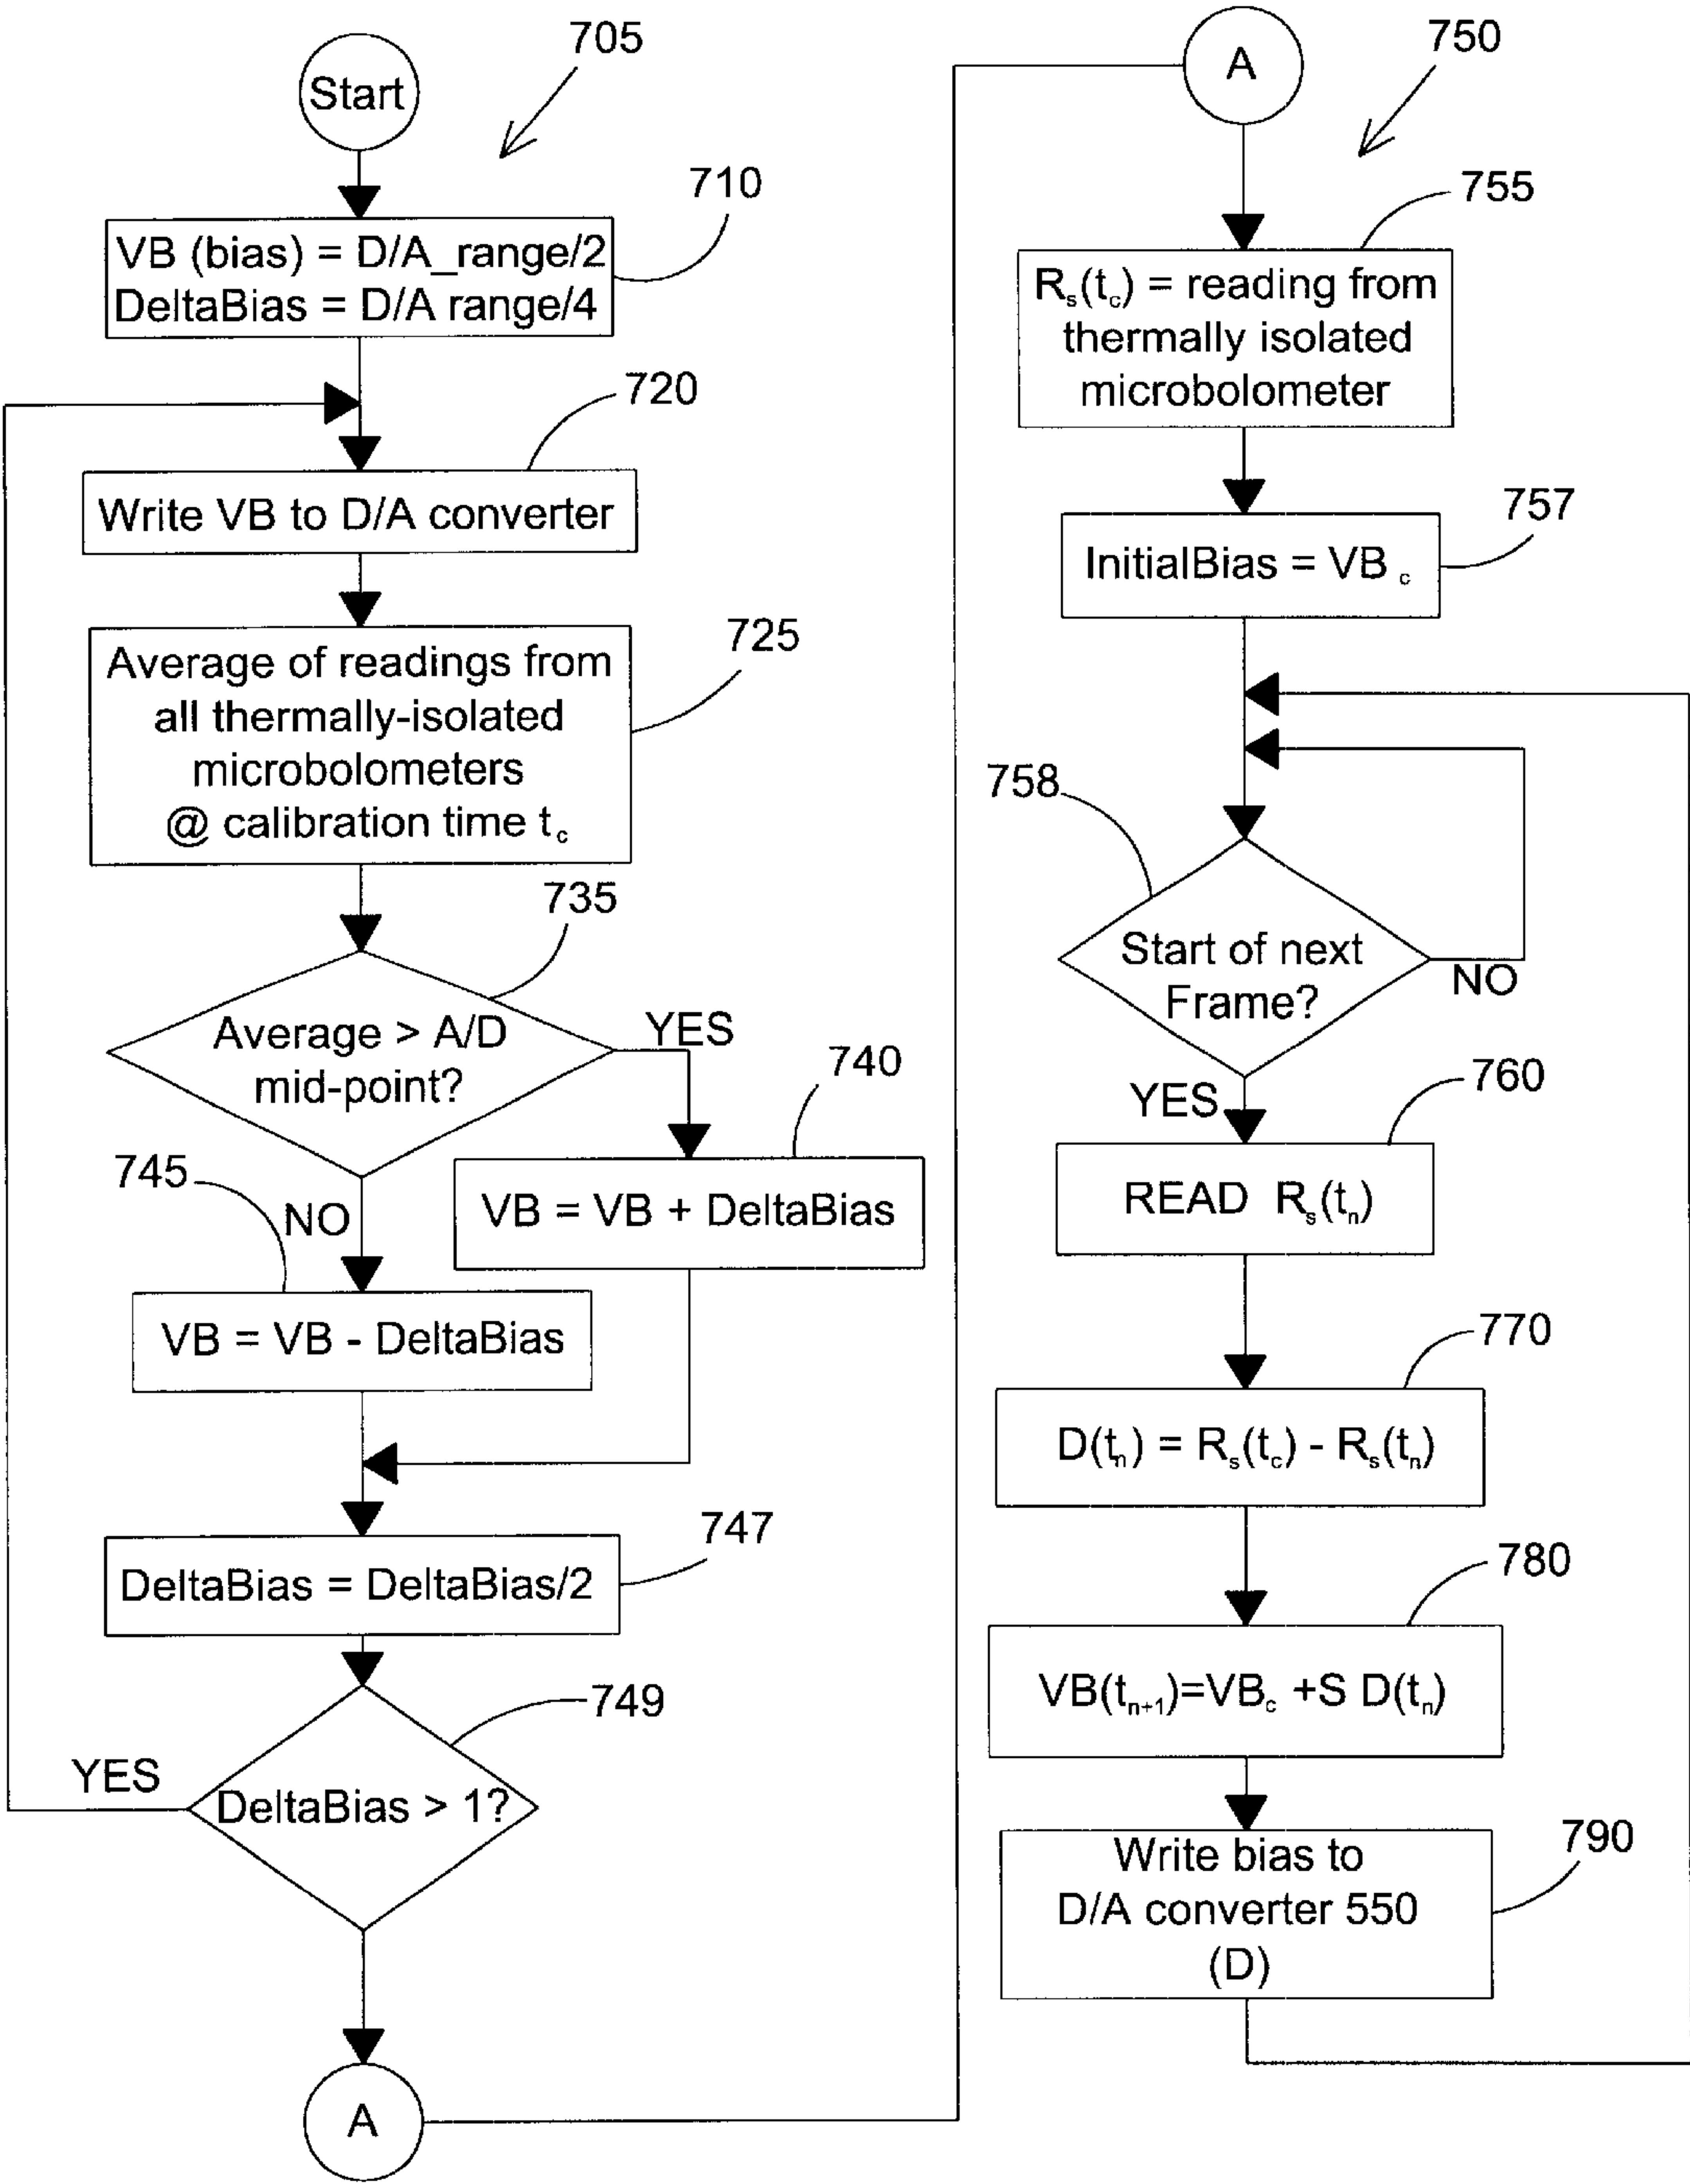 705
Start
710
VB (bias) = D/A_range/2
DeltaBias = D/A range/4
720
Write VB to D/A converter
725
Average of readings from
all thermally-isolated
microbolometers
@ calibration time tc
735
Average > A/D
mid-point?
YES
740
VB = VB + DeltaBias
745
NO
VB = VB - DeltaBias
747
DeltaBias = DeltaBias/2
749
YES
DeltaBias > 1?
A
750
A
755
Rs(tc) = reading from
thermally isolated
microbolometer
757
InitialBias = VB c
758
Start of next
Frame?
NO
YES
760
READ Rs(tn)
770
D(tn) = Rs(tc) - Rs(tn)
780
VB(tn+1)=VBc +S D(tn)
790
Write bias to
D/A converter 550
(D)